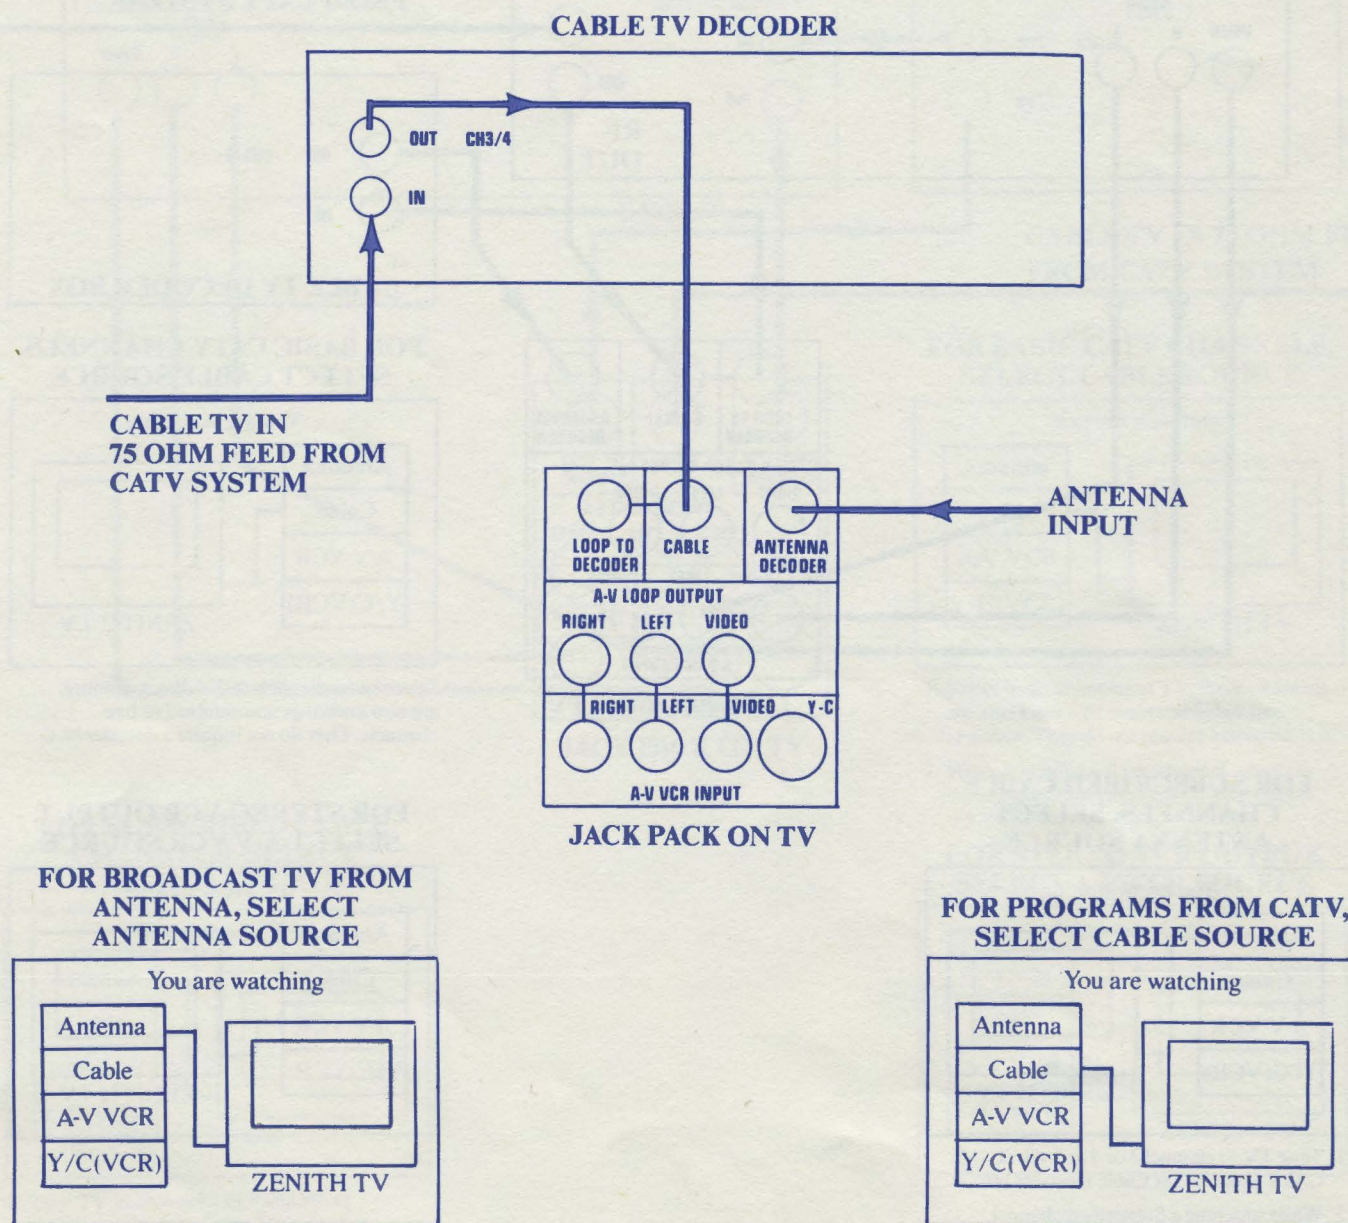 CABLE TV DECODER
OUT CH3/4
IN
CABLE TV IN
75 OHM FEED FROM
CATV SYSTEM
ANTENNA
INPUT
LOOP TO
DECODER
CABLE
ANTENNA
DECODER
A-V LOOP OUTPUT
RIGHT LEFT VIDEO
RIGHT LEFT VIDEO Y-C
A-V VCR INPUT
JACK PACK ON TV
FOR BROADCAST TV FROM
ANTENNA, SELECT
ANTENNA SOURCE
You are watching
Antenna
Cable
A-V VCR
Y/C(VCR)
ZENITH TV
FOR PROGRAMS FROM CATV,
SELECT CABLE SOURCE
You are watching
Antenna
Cable
A-V VCR
Y/C(VCR)
ZENITH TV